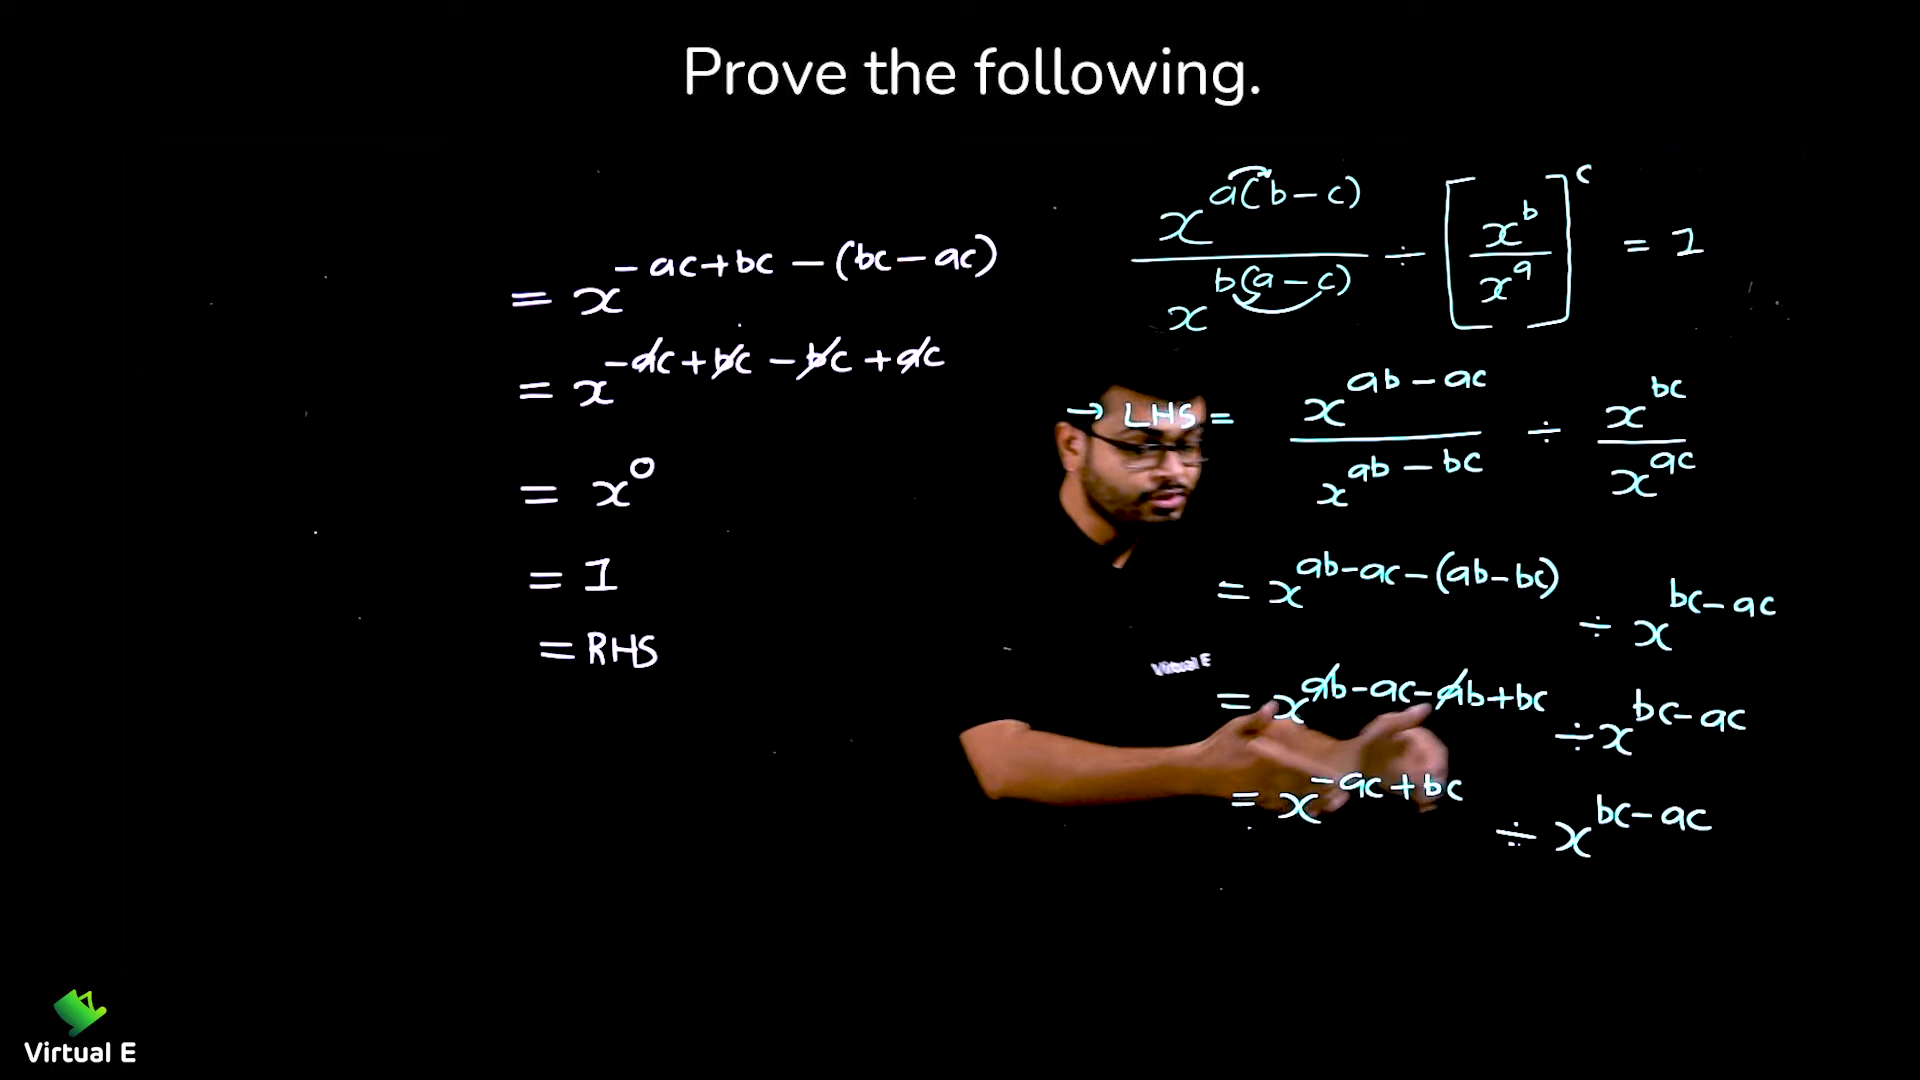 Prove the following.
x^{a(b-c)} / x^{b(a-c)} ÷ [x^b / x^a]^c = 1
→ LHS = x^{ab-ac} / x^{ab-bc} ÷ x^{bc} / x^{ac}
= x^{ab-ac-(ab-bc)} ÷ x^{bc-ac}
= x^{ab-ac-ab+bc} ÷ x^{bc-ac}
= x^{-ac+bc} ÷ x^{bc-ac}
= x^{-ac+bc-(bc-ac)}
= x^{-ac+bc-bc+ac}
= x^0
= 1
= RHS
Virtual E
Virtual E